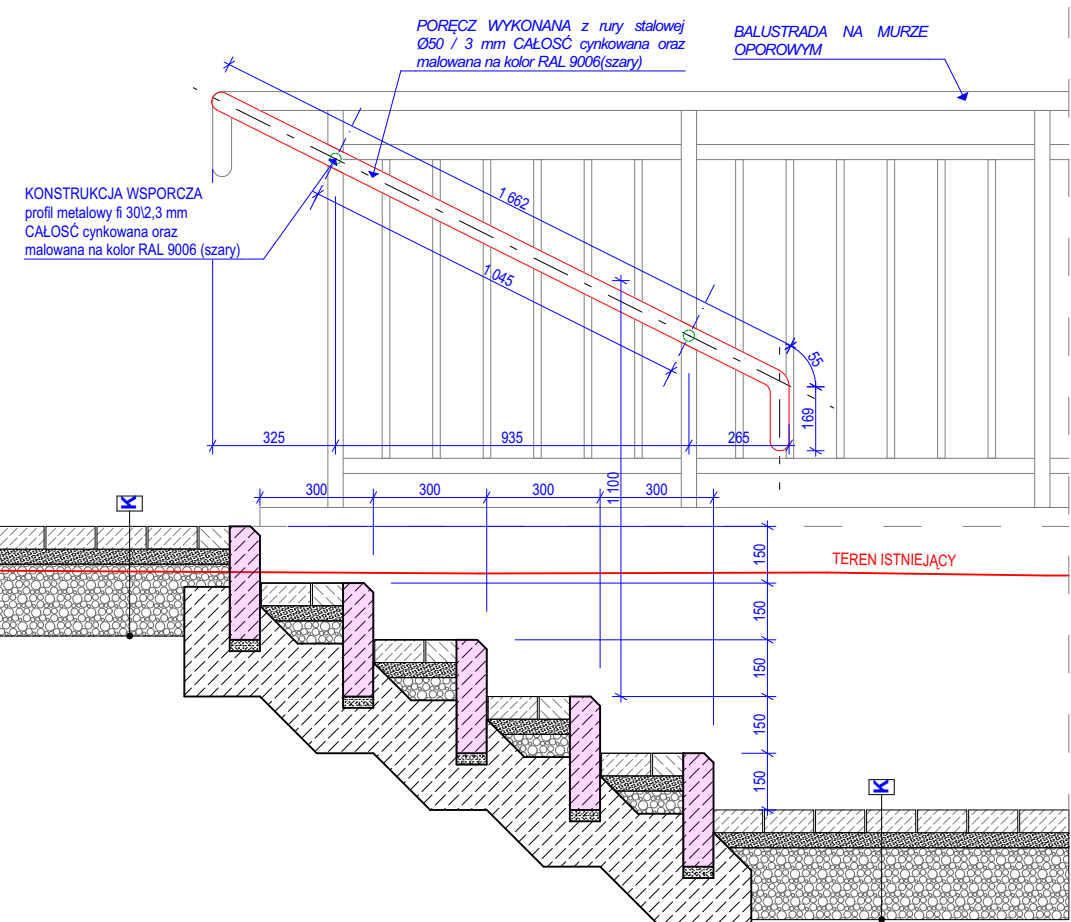 PORĘCZ WYKONANA z rury stalowej
Ø50 / 3 mm CAŁOŚĆ cynkowana oraz
malowana na kolor RAL 9006(szary)
BALUSTRADA NA MURZE
OPOROWYM
KONSTRUKCJA WSPORCZA
profil metalowy fi 30\2,3 mm
CAŁOŚĆ cynkowana oraz
malowana na kolor RAL 9006 (szary)
1 662
1 045
55
169
325
935
265
1 100
300
300
300
300
K
150
TEREN ISTNIEJĄCY
150
150
150
150
K